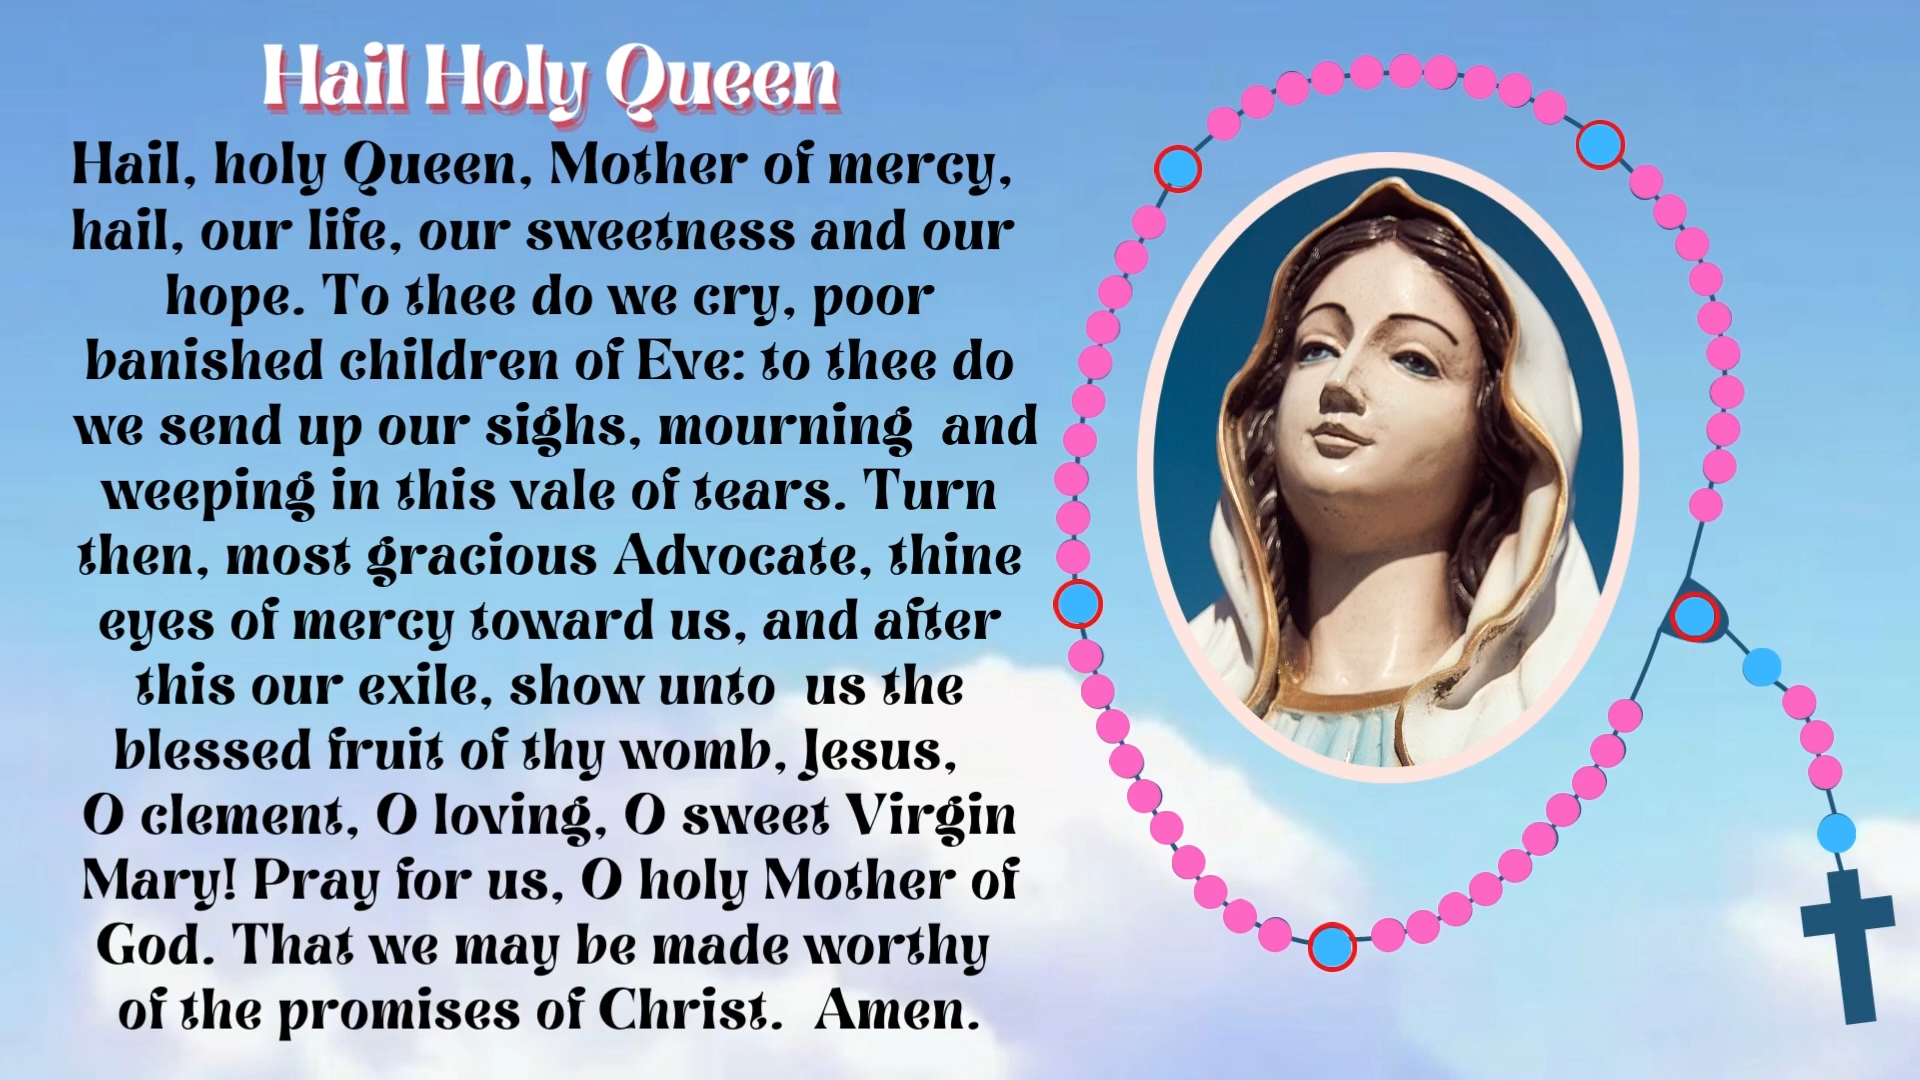 Hail Holy Queen
Hail, holy Queen, Mother of mercy,
hail, our life, our sweetness and our
hope. To thee do we cry, poor
banished children of Eve: to thee do
we send up our sighs, mourning  and
weeping in this vale of tears. Turn
then, most gracious Advocate, thine
eyes of mercy toward us, and after
this our exile, show unto  us the
blessed fruit of thy womb, Jesus,
O clement, O loving, O sweet Virgin
Mary! Pray for us, O holy Mother of
God. That we may be made worthy
of the promises of Christ.  Amen.